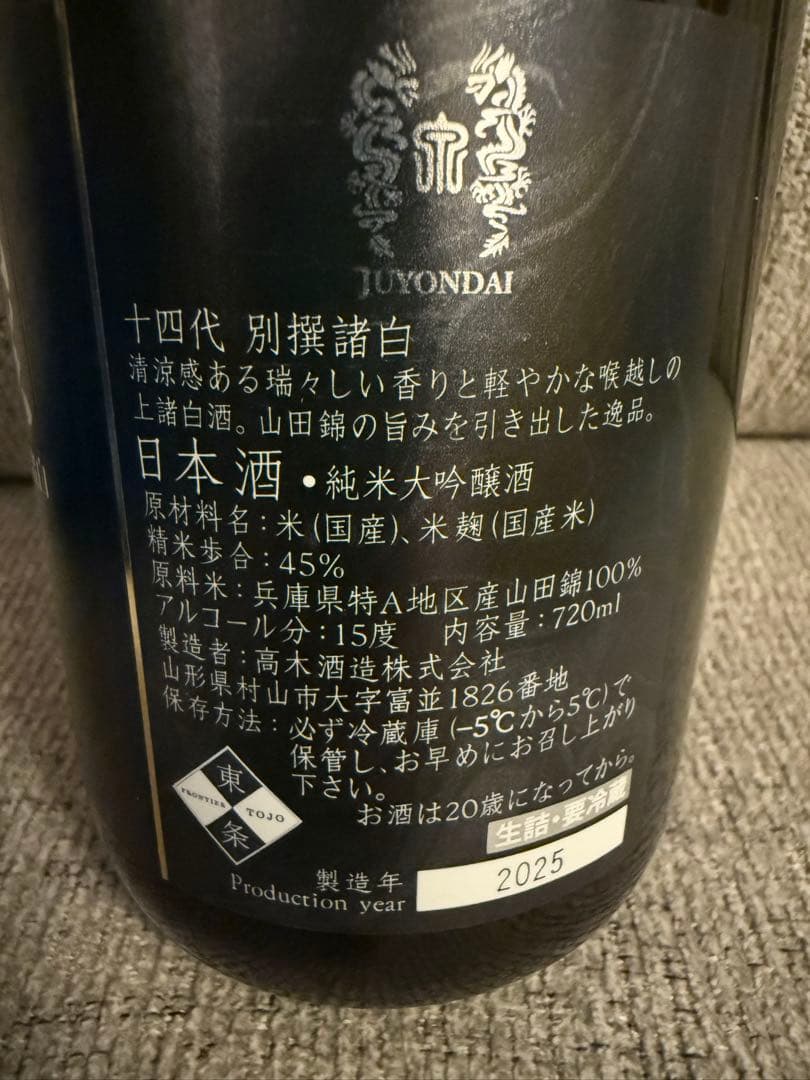 JUYONDAI
十四代 別撰諸白
清涼感ある瑞々しい香りと軽やかな喉越しの
上諸白酒。山田錦の旨みを引き出した逸品。
日本酒・純米大吟醸酒
原材料名：米(国産)、米麹(国産米)
精米歩合：45%
原料米：兵庫県特A地区産山田錦100%
アルコール分：15度 内容量：720ml
製造者：高木酒造株式会社
山形県村山市大字富並1826番地
保存方法：必ず冷蔵庫(-5℃から5℃)で
保管し、お早めにお召し上がり
下さい。
お酒は20歳になってから。
東条
FRONTIER TOJO
生詰・要冷蔵
製造年 2025
Production year